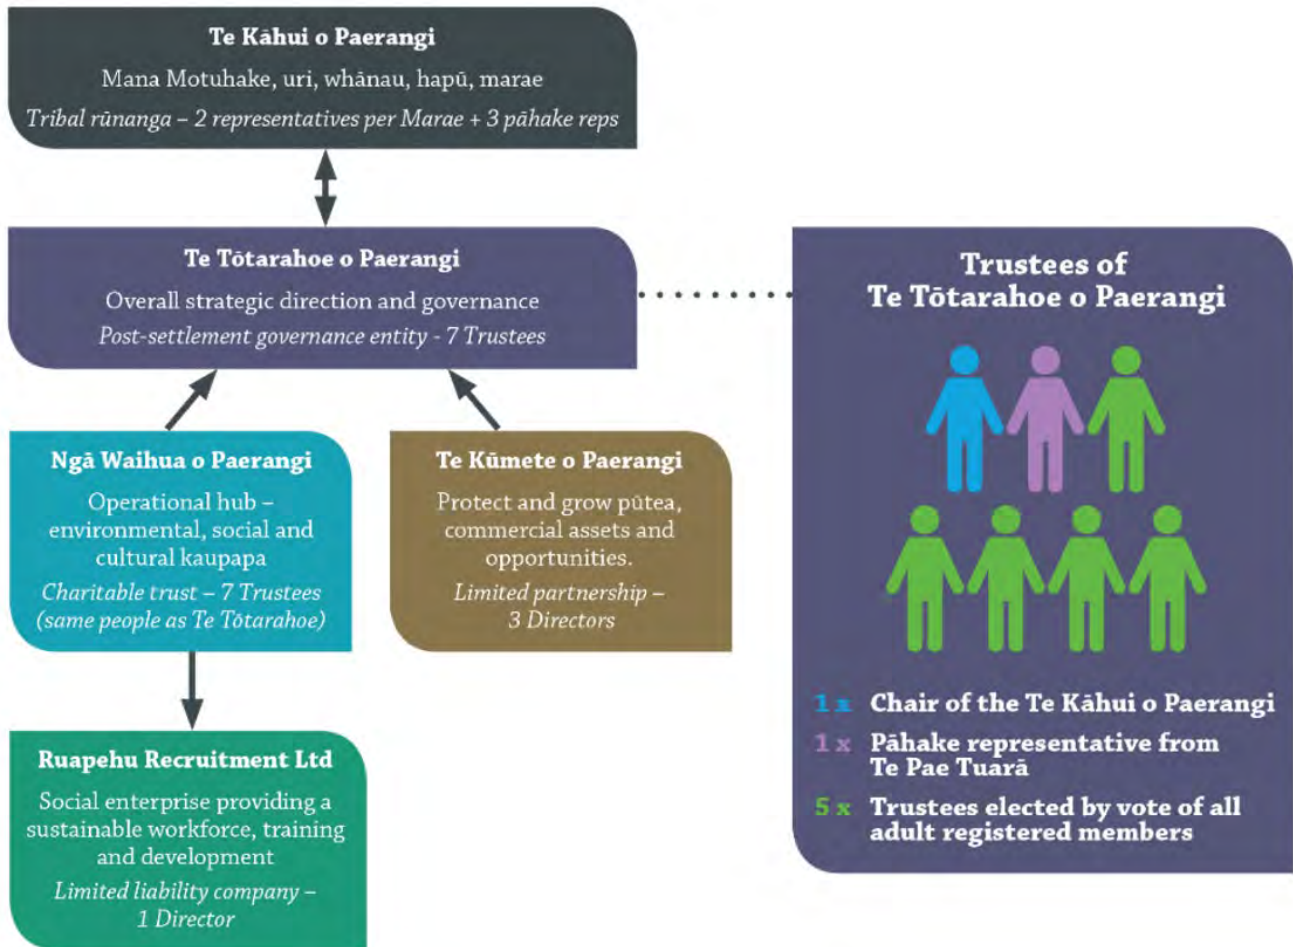 Te Kāhui o Paerangi
Mana Motuhake, uri, whānau, hapū, marae
Tribal rūnanga – 2 representatives per Marae + 3 pāhake reps
Te Tōtarahoe o Paerangi
Overall strategic direction and governance
Post-settlement governance entity - 7 Trustees
Ngā Waihua o Paerangi
Operational hub –
environmental, social and
cultural kaupapa
Charitable trust – 7 Trustees
(same people as Te Tōtarahoe)
Te Kūmete o Paerangi
Protect and grow pūtea,
commercial assets and
opportunities.
Limited partnership –
3 Directors
Ruapehu Recruitment Ltd
Social enterprise providing a
sustainable workforce, training
and development
Limited liability company –
1 Director
Trustees of
Te Tōtarahoe o Paerangi
1 x Chair of the Te Kāhui o Paerangi
1 x Pāhake representative from
Te Pae Tuarā
5 x Trustees elected by vote of all
adult registered members